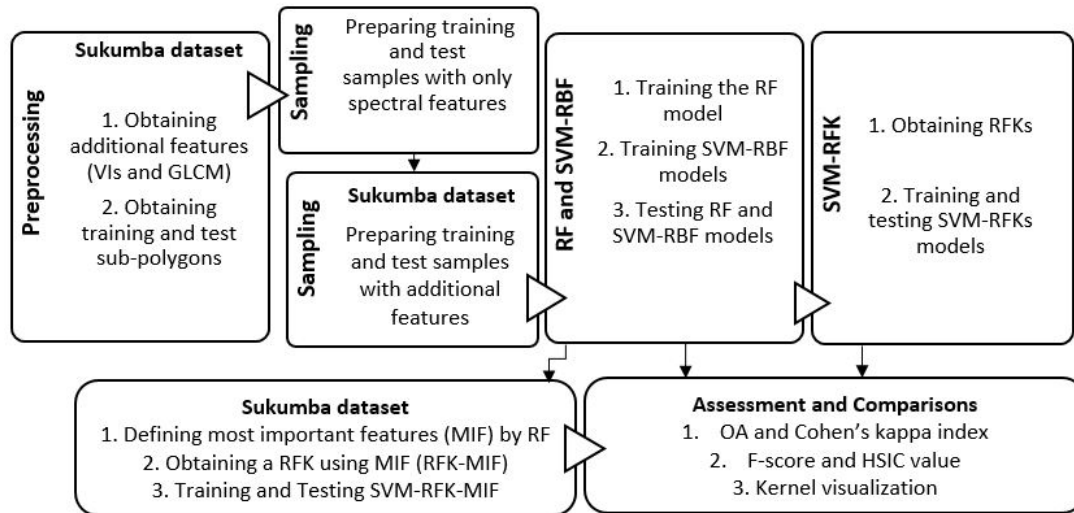 Preprocessing
Sukumba dataset
1. Obtaining
additional features
(VIs and GLCM)
2. Obtaining
training and test
sub-polygons
Sampling
Preparing training
and test
samples with only
spectral features
Sampling
Sukumba dataset
Preparing training
and test samples
with additional
features
RF and SVM-RBF
1. Training the RF
model
2. Training SVM-RBF
models
3. Testing RF and
SVM-RBF models
SVM-RFK
1. Obtaining RFKs
2. Training and
testing SVM-RFKs
models
Sukumba dataset
1. Defining most important features (MIF) by RF
2. Obtaining a RFK using MIF (RFK-MIF)
3. Training and Testing SVM-RFK-MIF
Assessment and Comparisons
1. OA and Cohen's kappa index
2. F-score and HSIC value
3. Kernel visualization